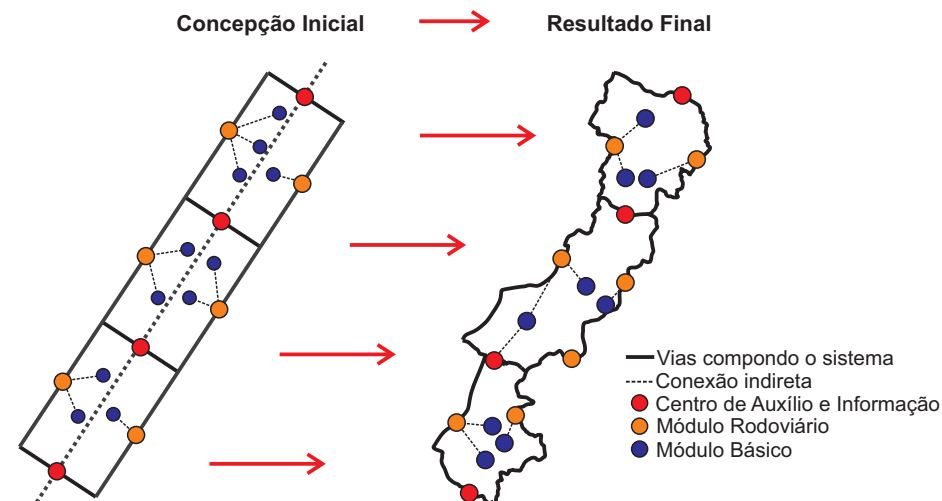 Concepção Inicial
Resultado Final
Vias compondo o sistema
Conexão indireta
Centro de Auxílio e Informação
Módulo Rodoviário
Módulo Básico